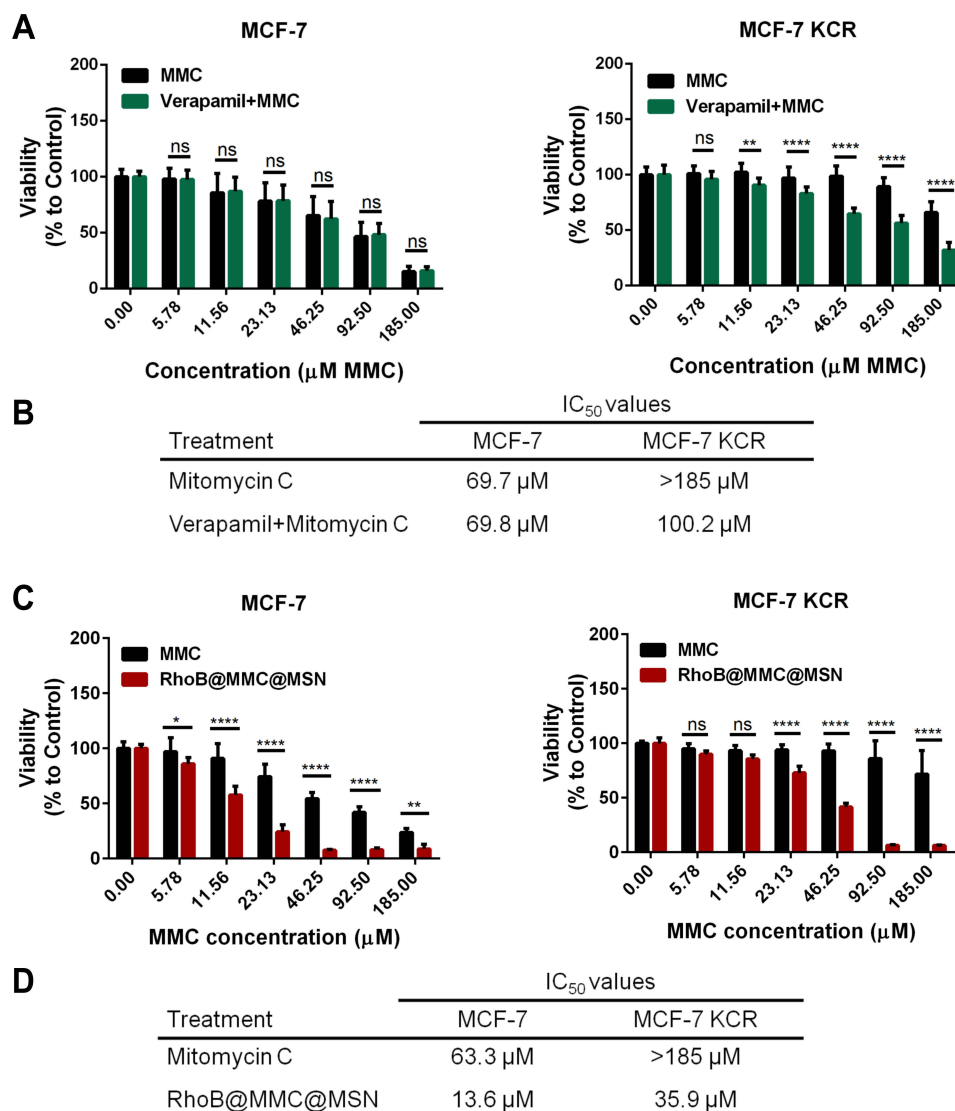 A
MCF-7
200
150
100
50
0
Viability
(% to Control)
MMC
Verapamil+MMC
ns
ns
ns
ns
ns
ns
0.00
5.78
11.56
23.13
46.25
92.50
185.00
Concentration (μM MMC)
MCF-7 KCR
200
150
100
50
0
Viability
(% to Control)
MMC
Verapamil+MMC
ns
**
****
****
****
****
0.00
5.78
11.56
23.13
46.25
92.50
185.00
Concentration (μM MMC)
B
IC₅₀ values
Treatment MCF-7 MCF-7 KCR
Mitomycin C 69.7 μM >185 μM
Verapamil+Mitomycin C 69.8 μM 100.2 μM
C
MCF-7
200
150
100
50
0
Viability
(% to Control)
MMC
RhoB@MMC@MSN
*
****
****
****
****
**
0.00
5.78
11.56
23.13
46.25
92.50
185.00
MMC concentration (μM)
MCF-7 KCR
200
150
100
50
0
Viability
(% to Control)
MMC
RhoB@MMC@MSN
ns
ns
****
****
****
****
0.00
5.78
11.56
23.13
46.25
92.50
185.00
MMC concentration (μM)
D
IC₅₀ values
Treatment MCF-7 MCF-7 KCR
Mitomycin C 63.3 μM >185 μM
RhoB@MMC@MSN 13.6 μM 35.9 μM